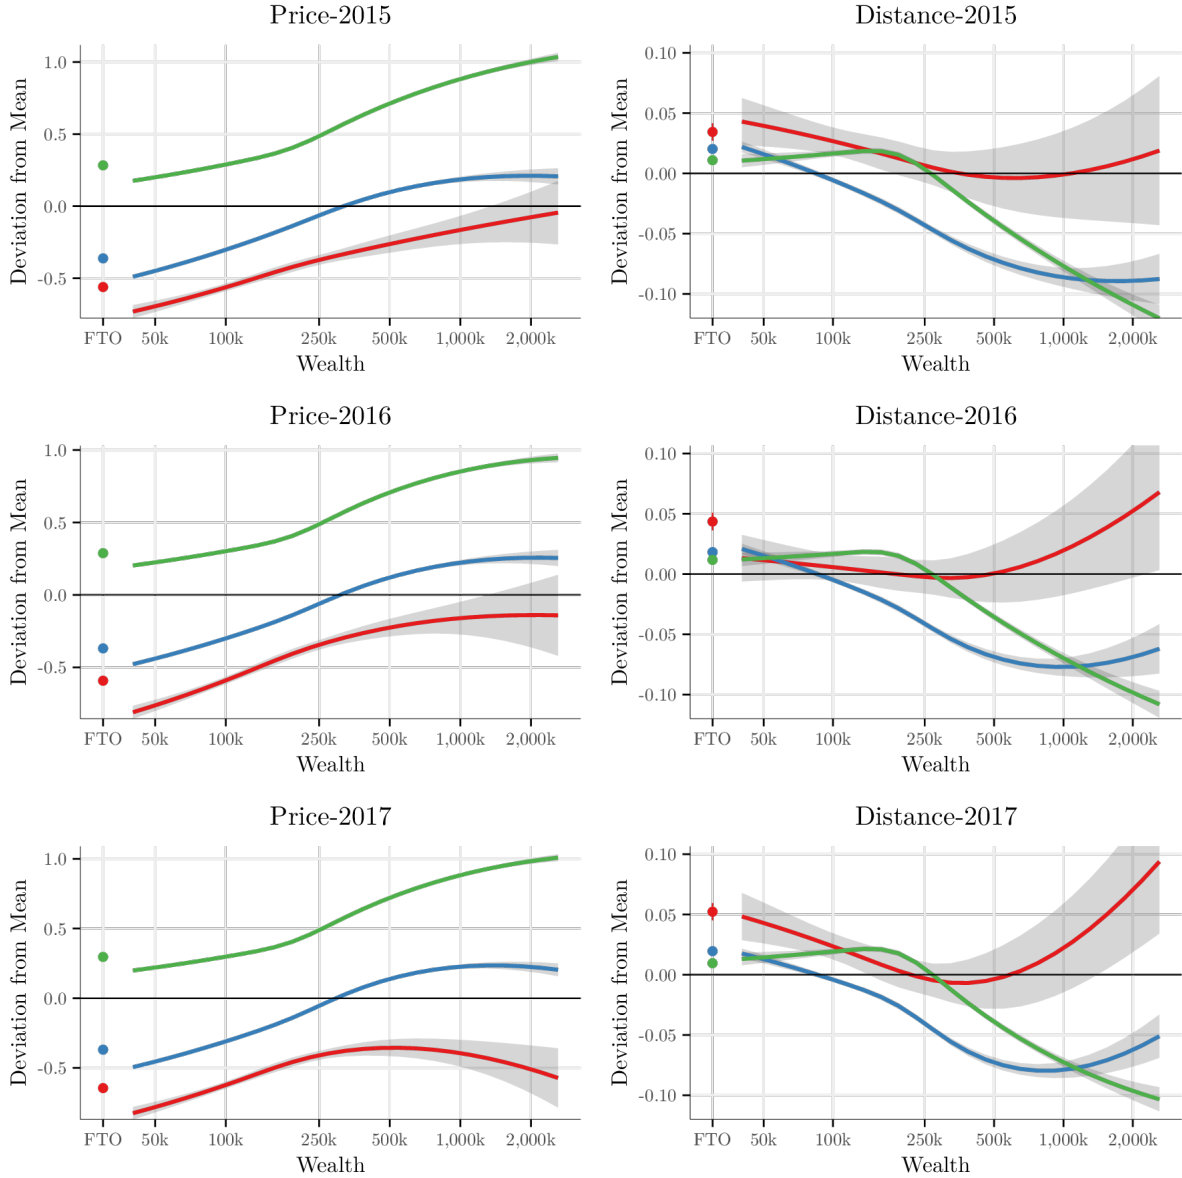 Price-2015
Deviation from Mean
1.0
0.5
0.0
-0.5
FTO 50k 100k 250k 500k 1,000k 2,000k
Wealth
Distance-2015
Deviation from Mean
0.10
0.05
0.00
-0.05
-0.10
FTO 50k 100k 250k 500k 1,000k 2,000k
Wealth
Price-2016
Deviation from Mean
1.0
0.5
0.0
-0.5
FTO 50k 100k 250k 500k 1,000k 2,000k
Wealth
Distance-2016
Deviation from Mean
0.10
0.05
0.00
-0.05
-0.10
FTO 50k 100k 250k 500k 1,000k 2,000k
Wealth
Price-2017
Deviation from Mean
1.0
0.5
0.0
-0.5
FTO 50k 100k 250k 500k 1,000k 2,000k
Wealth
Distance-2017
Deviation from Mean
0.10
0.05
0.00
-0.05
-0.10
FTO 50k 100k 250k 500k 1,000k 2,000k
Wealth